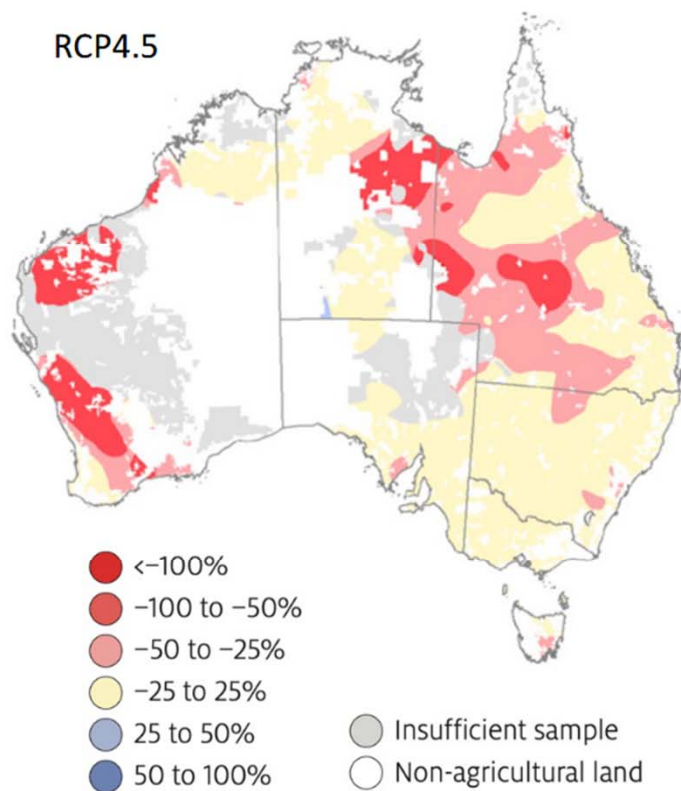 RCP4.5
<-100%
-100 to -50%
-50 to -25%
-25 to 25%
25 to 50%
50 to 100%
Insufficient sample
Non-agricultural land